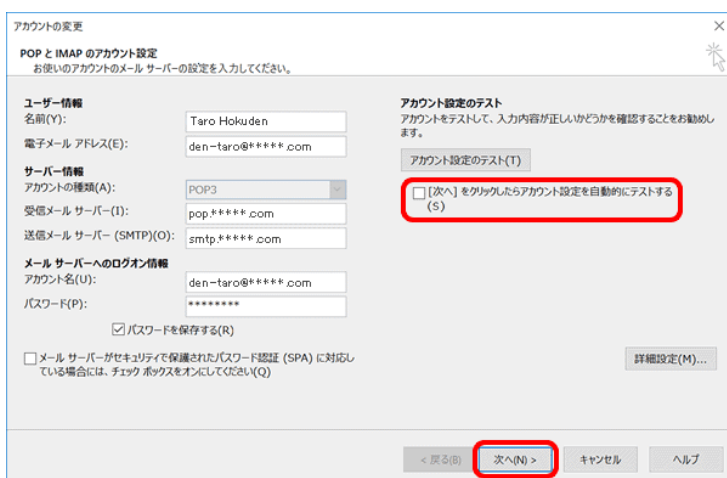 アカウントの変更
POP と IMAP のアカウント設定
お使いのアカウントのメール サーバーの設定を入力してください。
ユーザー情報
名前(Y):
Taro Hokuden
電子メール アドレス(E):
den-taro@*****.com
サーバー情報
アカウントの種類(A):
POP3
受信メール サーバー(I):
pop.*****.com
送信メール サーバー (SMTP)(O):
smtp.*****.com
メール サーバーへのログオン情報
アカウント名(U):
den-taro@*****.com
パスワード(P):
********
パスワードを保存する(R)
メール サーバーがセキュリティで保護されたパスワード認証 (SPA) に対応し
ている場合には、チェック ボックスをオンにしてください(Q)
アカウント設定のテスト
アカウントをテストして、入力内容が正しいかどうかを確認することをお勧めし
ます。
アカウント設定のテスト(T)
[次へ] をクリックしたらアカウント設定を自動的にテストする
(S)
詳細設定(M)...
< 戻る(B)
次へ(N) >
キャンセル
ヘルプ